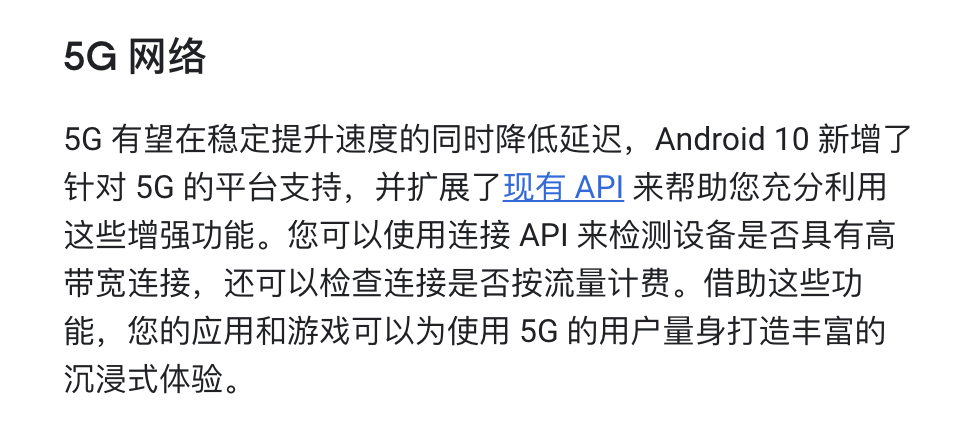 5G 网络
5G 有望在稳定提升速度的同时降低延迟，Android 10 新增了
针对 5G 的平台支持，并扩展了现有 API 来帮助您充分利用
这些增强功能。您可以使用连接 API 来检测设备是否具有高
带宽连接，还可以检查连接是否按流量计费。借助这些功
能，您的应用和游戏可以为使用 5G 的用户量身打造丰富的
沉浸式体验。